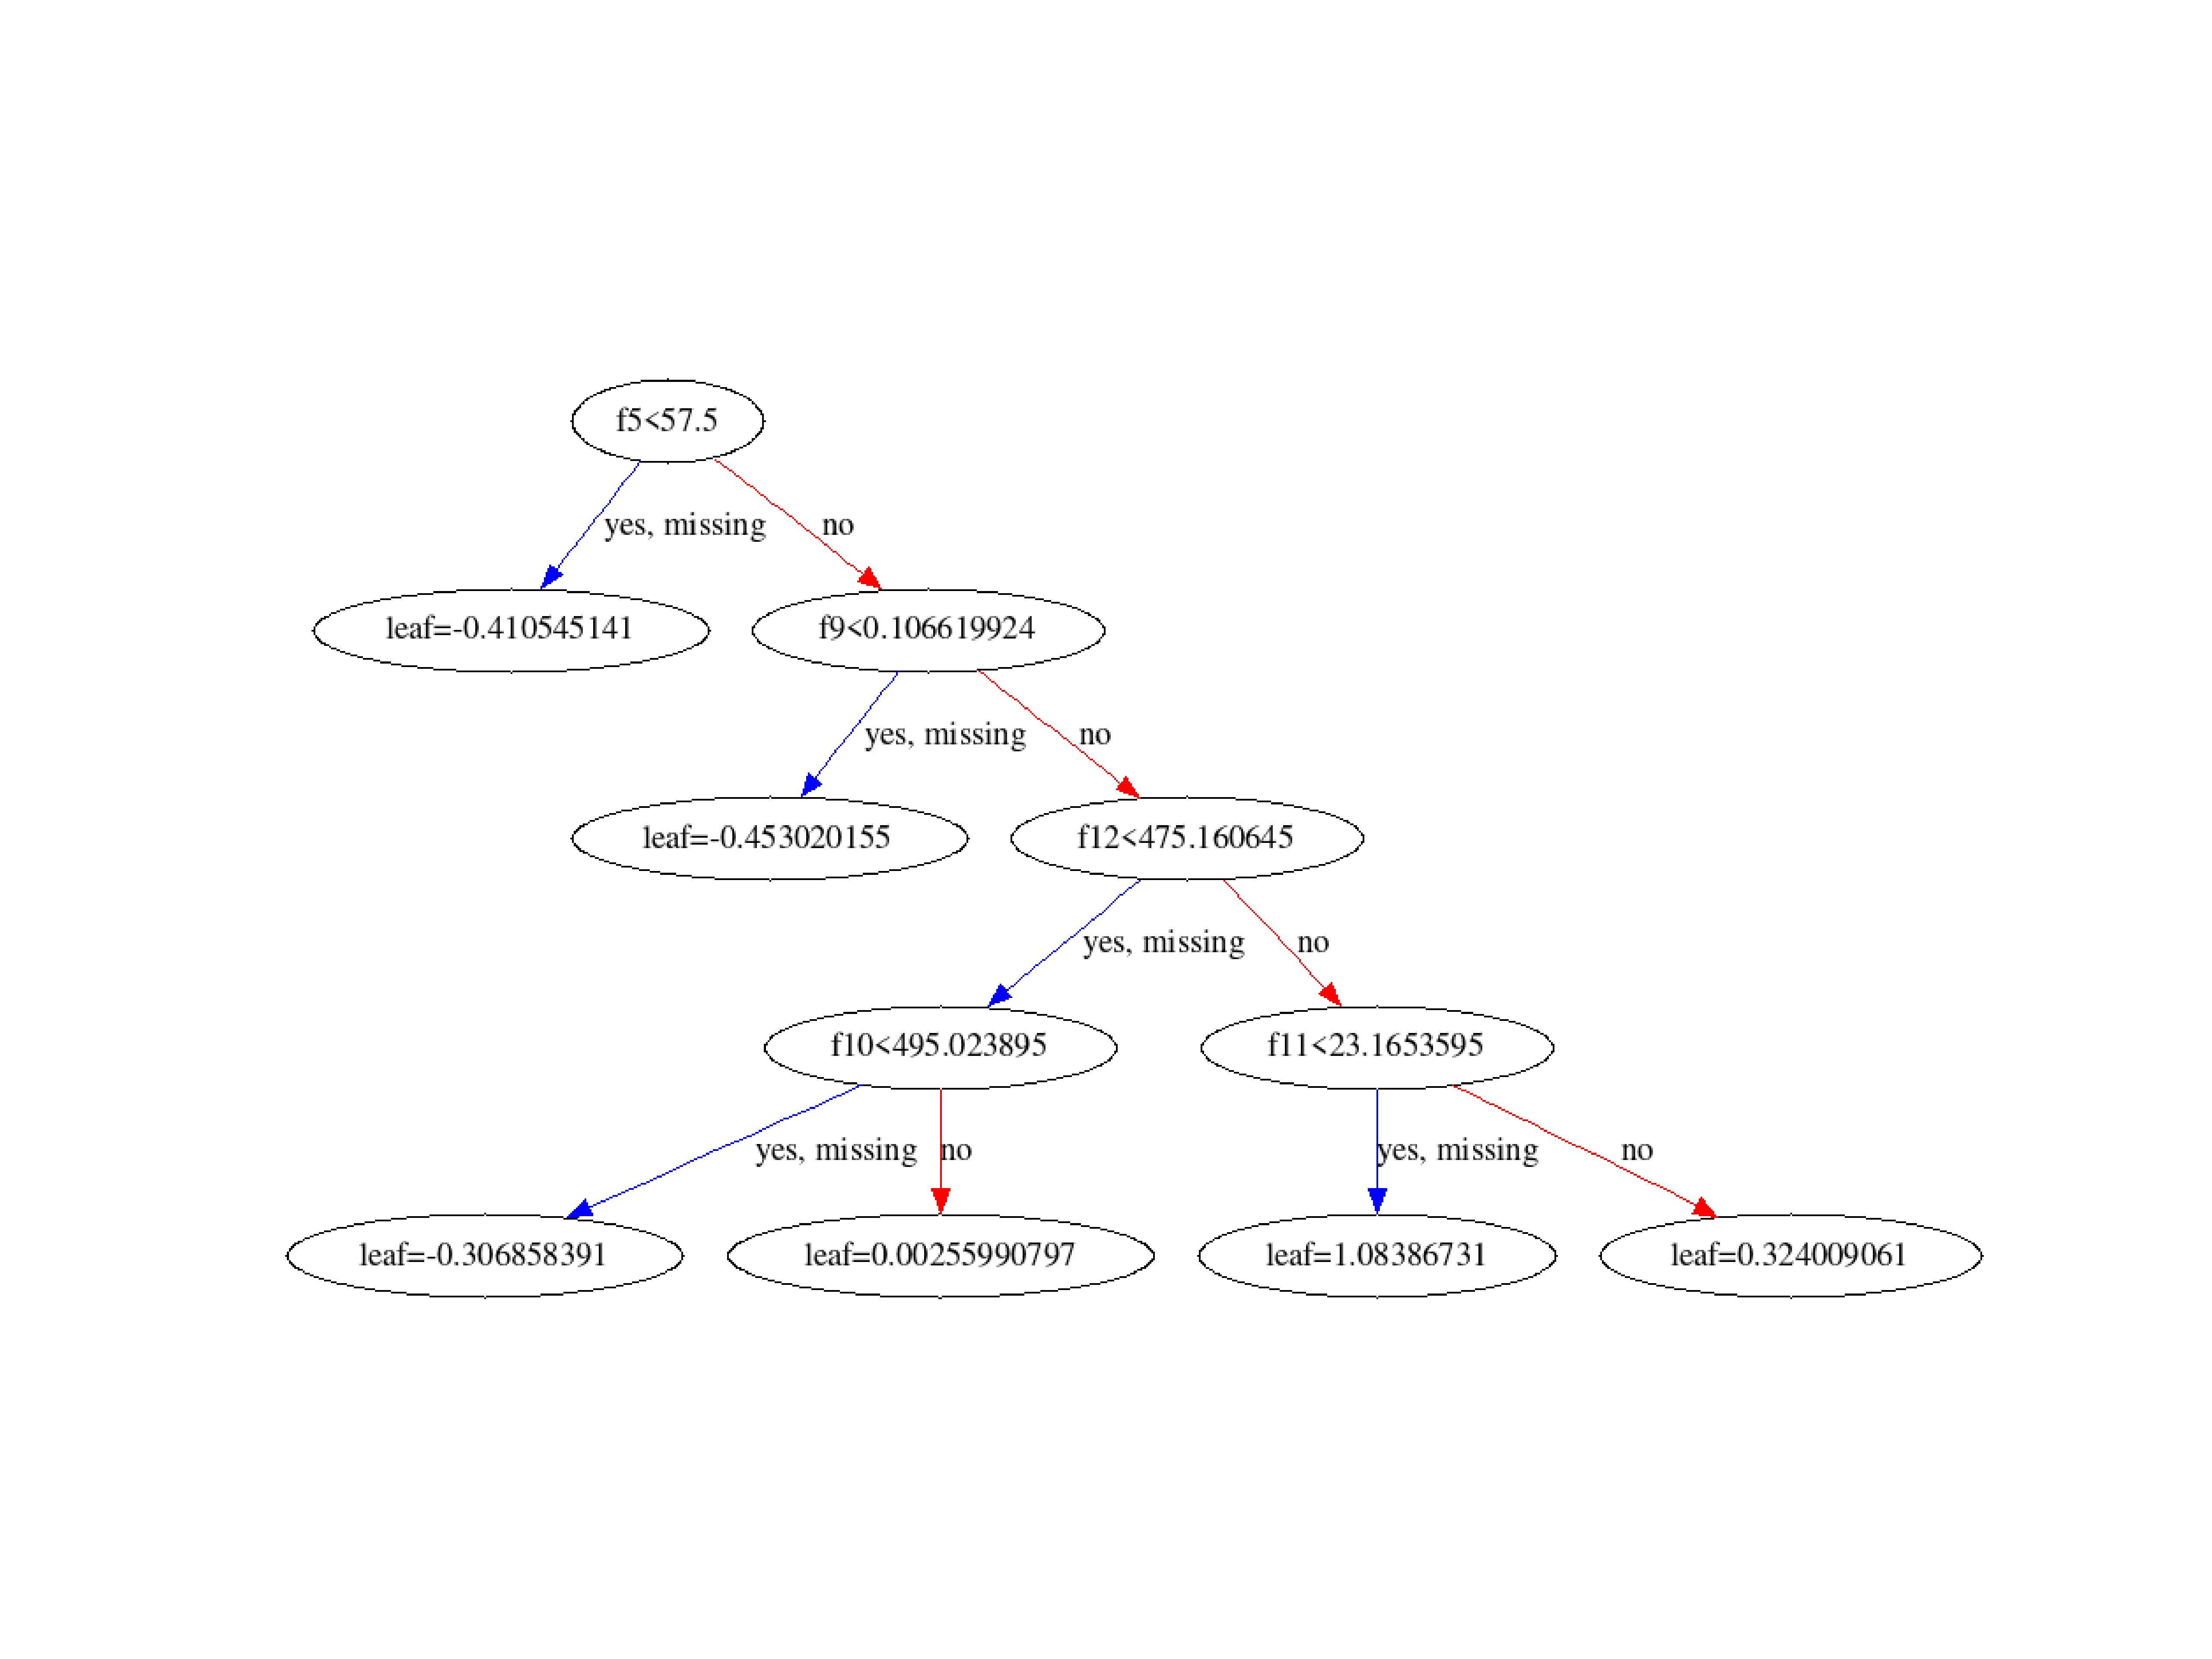 f5<57.5
yes, missing
no
leaf=-0.410545141
f9<0.106619924
yes, missing
no
leaf=-0.453020155
f12<475.160645
yes, missing
no
f10<495.023895
f11<23.1653595
yes, missing
no
yes, missing
no
leaf=-0.306858391
leaf=0.00255990797
leaf=1.08386731
leaf=0.324009061